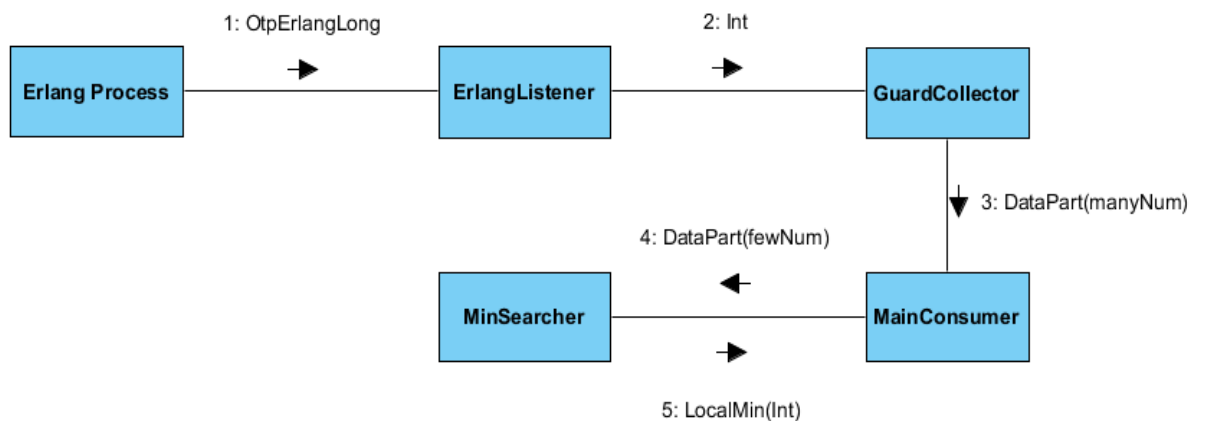 1: OtpErlangLong
2: Int
Erlang Process
ErlangListener
GuardCollector
3: DataPart(manyNum)
4: DataPart(fewNum)
MinSearcher
MainConsumer
5: LocalMin(Int)